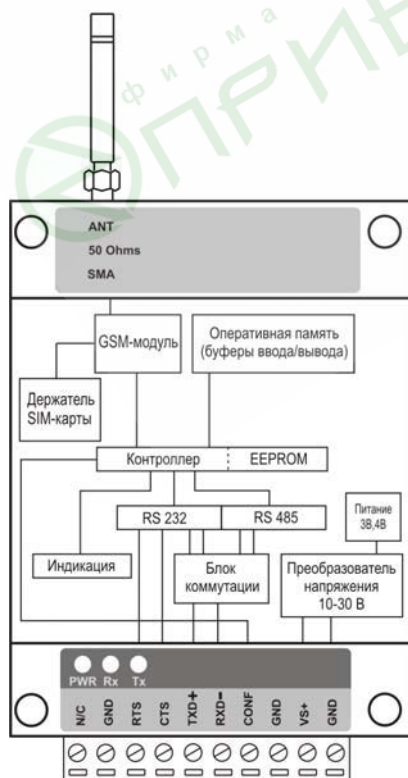 фирма
ПРИБ
ANT
50 Ohms
SMA
GSM-модуль
Оперативная память
(буферы ввода/вывода)
Держатель
SIM-карты
Контроллер
EEPROM
RS 232
RS 485
Питание
3В,4В
Индикация
Блок
коммутации
Преобразователь
напряжения
10-30 В
PWR Rx Tx
N/C
GND
RTS
CTS
TXD+
RXD-
CONF
GND
VS+
GND